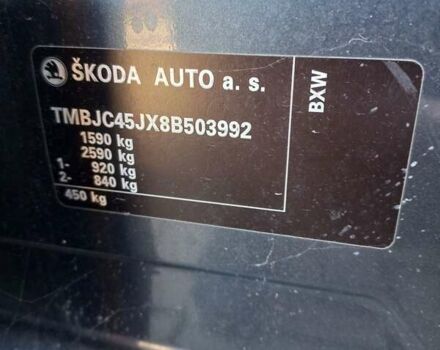 ŠKODA AUTO a. s.
TMBJC45JX8B503992
1590 kg
2590 kg
1- 920 kg
2- 840 kg
450 kg
BXW